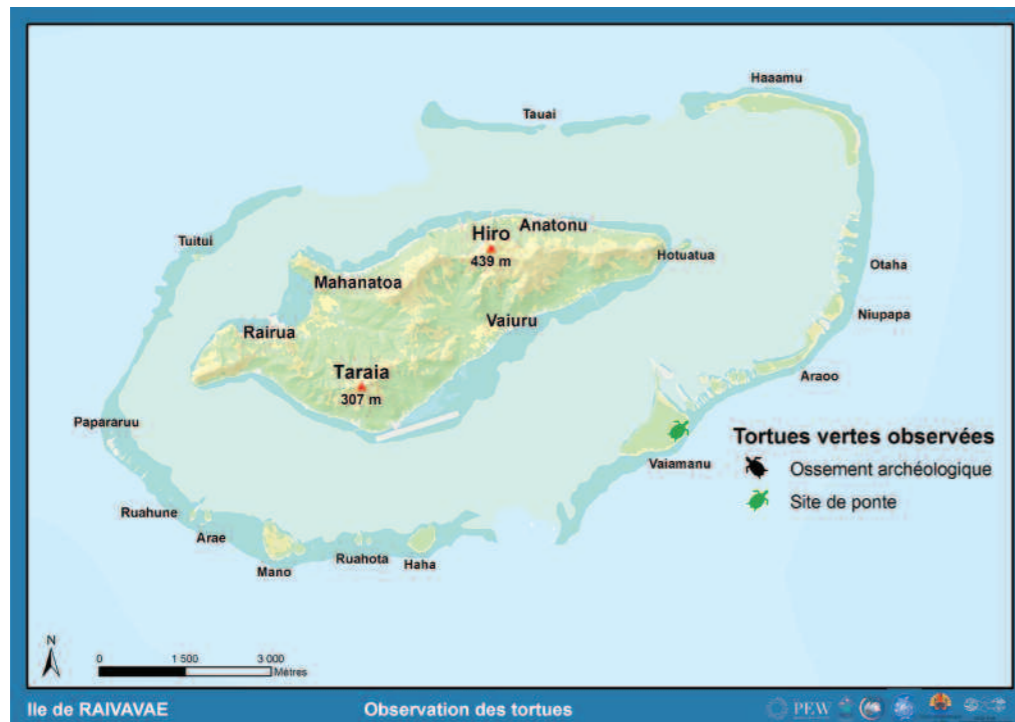 Haaamu
Tauai
Tuitui
Hiro
Anatonu
439 m
Hotuatua
Mahanatoa
Otaha
Rairua
Vaiuru
Niupapa
Taraia
307 m
Araoo
Papararuu
Vaiamanu
Tortues vertes observées
Ossement archéologique
Site de ponte
Ruahune
Arae
Mano
Ruahota
Haha
N
0 1 500 3 000
Mètres
Ile de RAIVAVAE
Observation des tortues
PEW